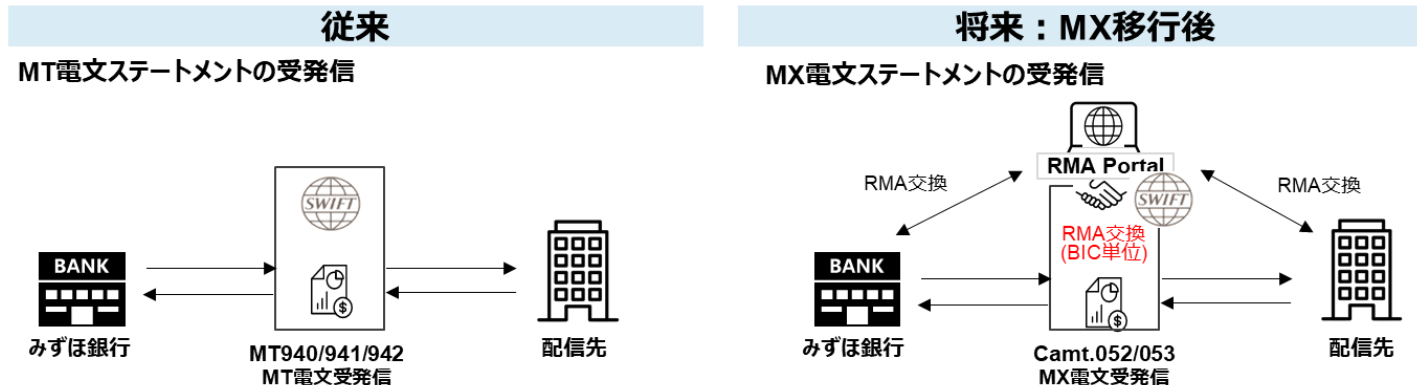 従来
MT電文ステートメントの受発信
SWIFT
BANK
$
みずほ銀行
MT940/941/942
MT電文受発信
配信先
将来：MX移行後
MX電文ステートメントの受発信
RMA Portal
RMA交換
SWIFT
RMA交換
RMA交換
(BIC単位)
BANK
$
みずほ銀行
Camt.052/053
MX電文受発信
配信先